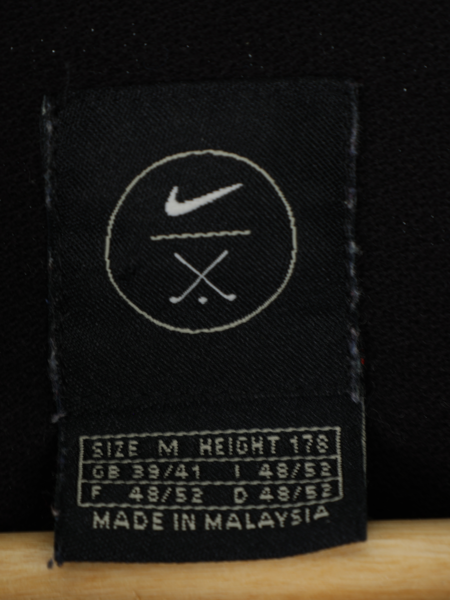 SIZE M HEIGHT 178
GB 39/41 I 48/52
F 48/52 D 48/52
MADE IN MALAYSIA